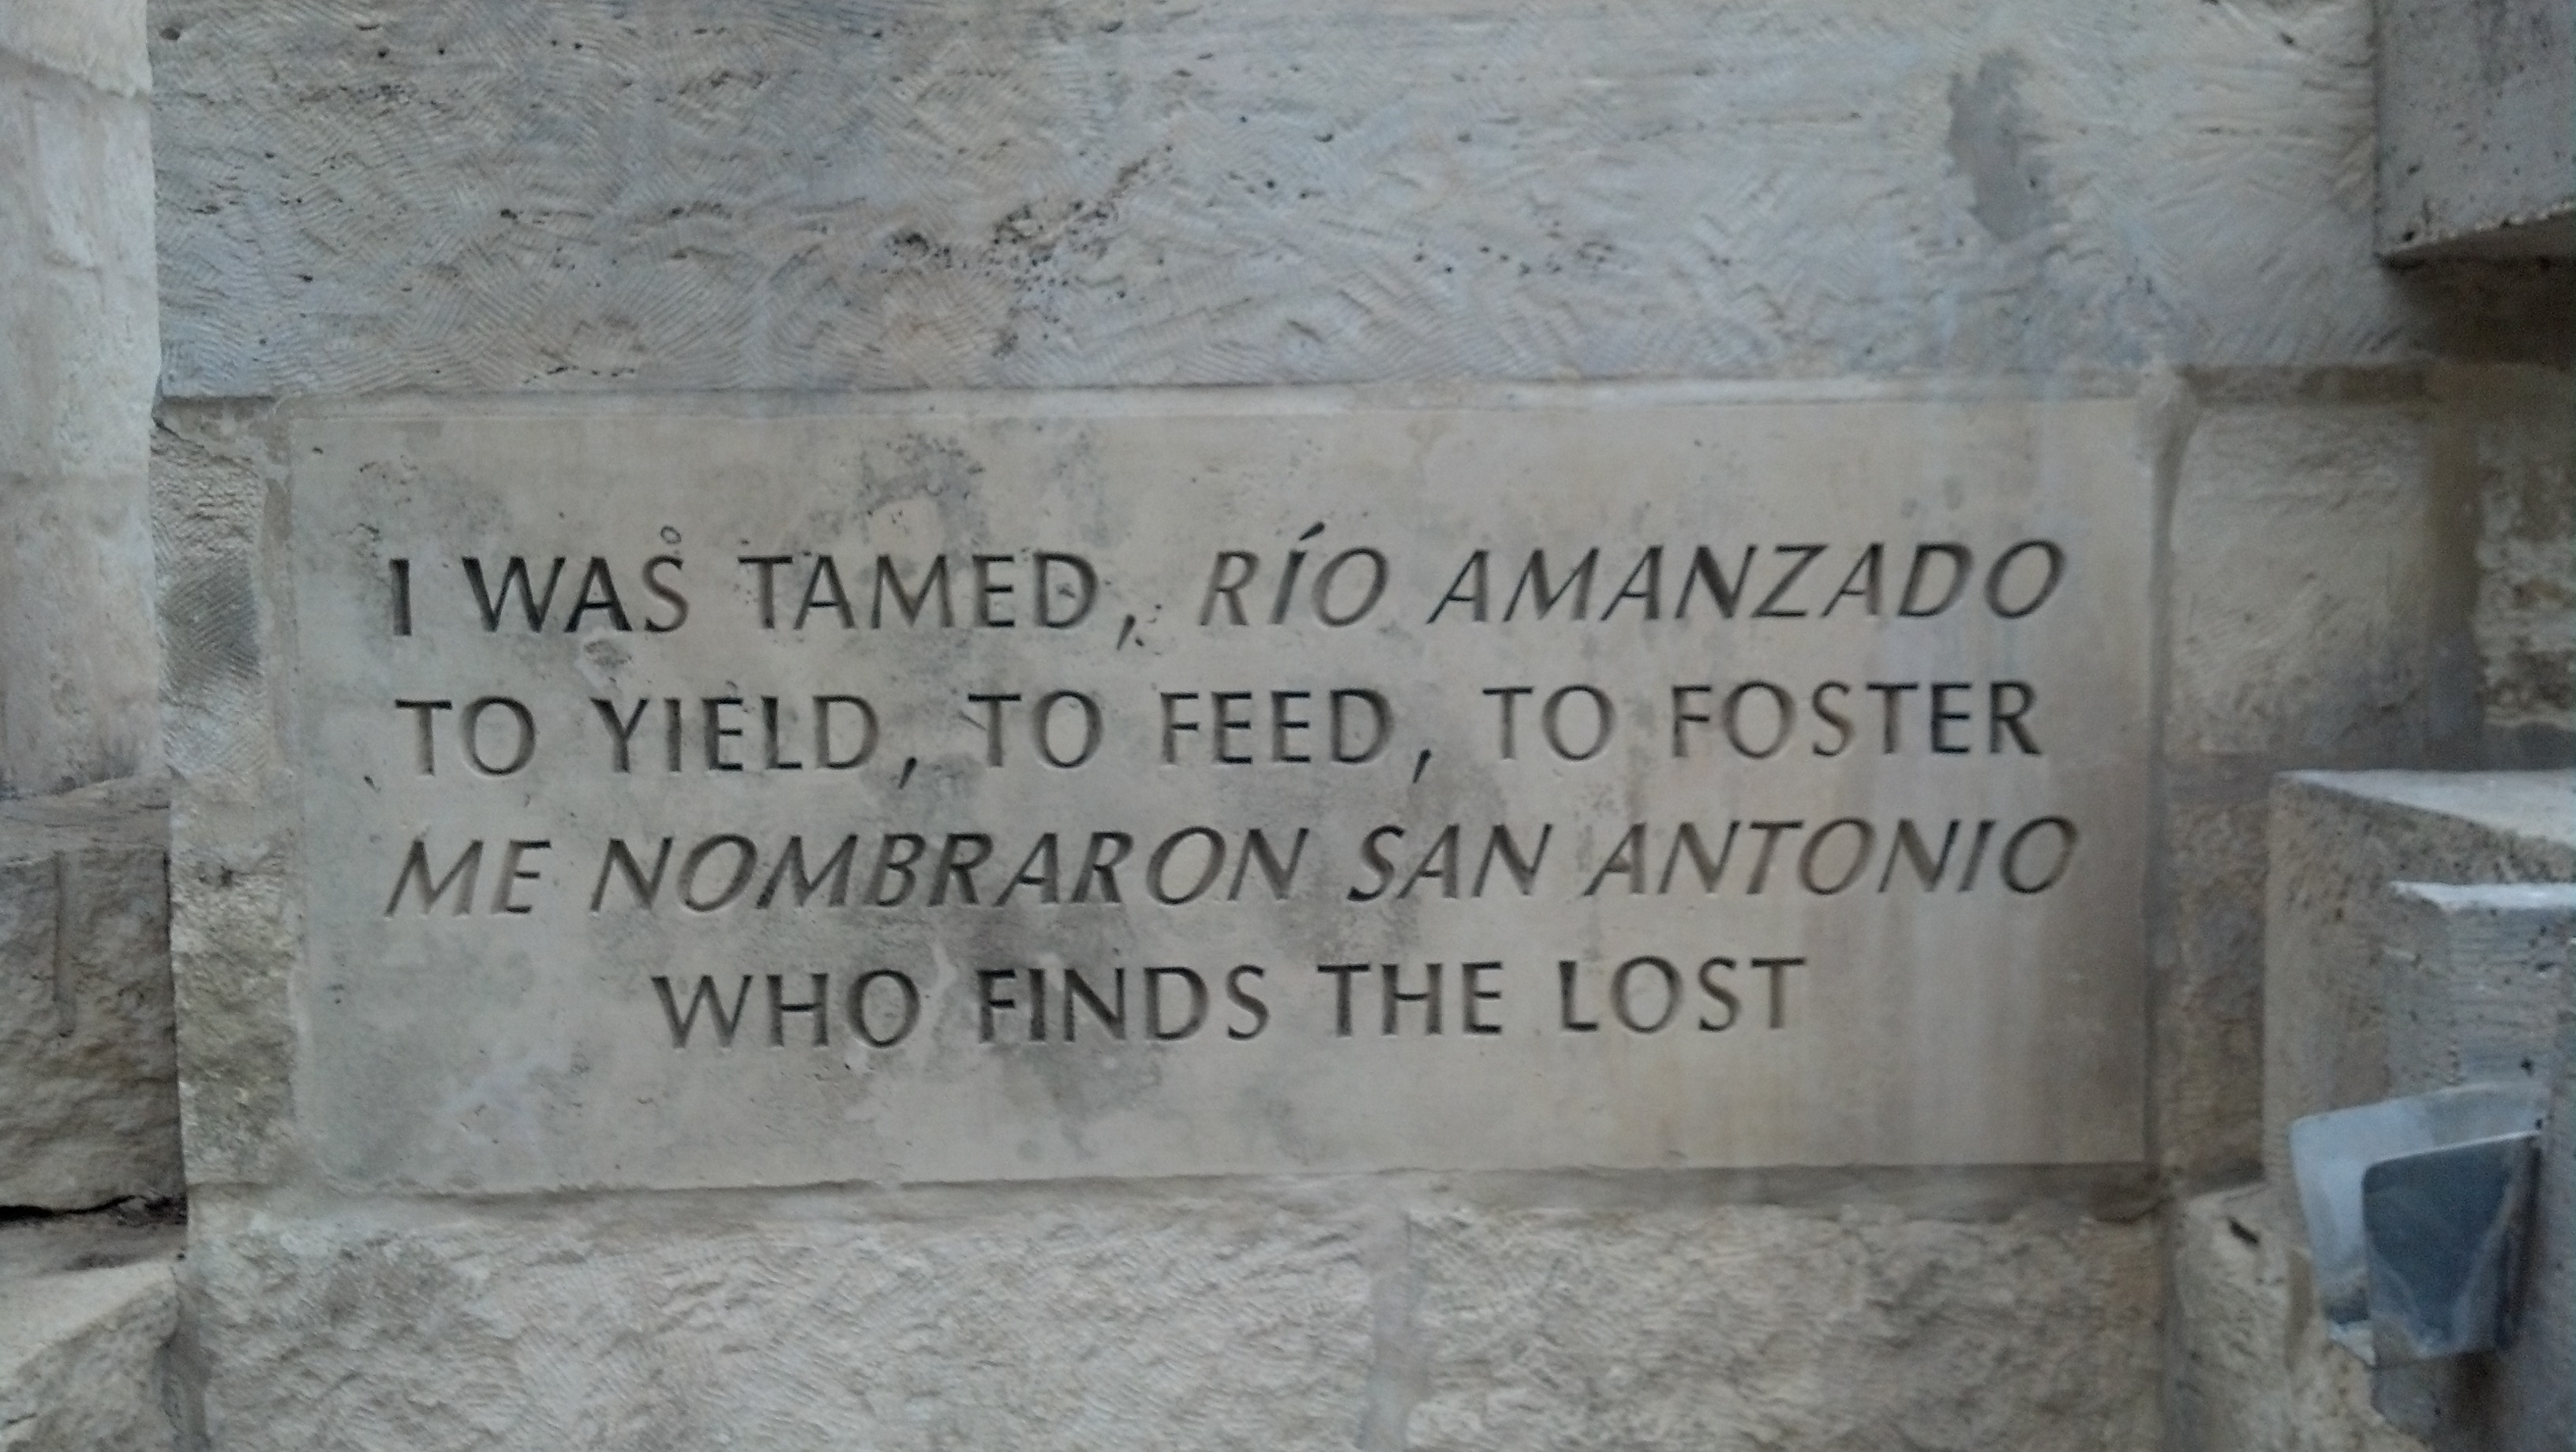 I WAS TAMED, RÍO AMANZADO
TO YIELD, TO FEED, TO FOSTER
ME NOMBRARON SAN ANTONIO
WHO FINDS THE LOST